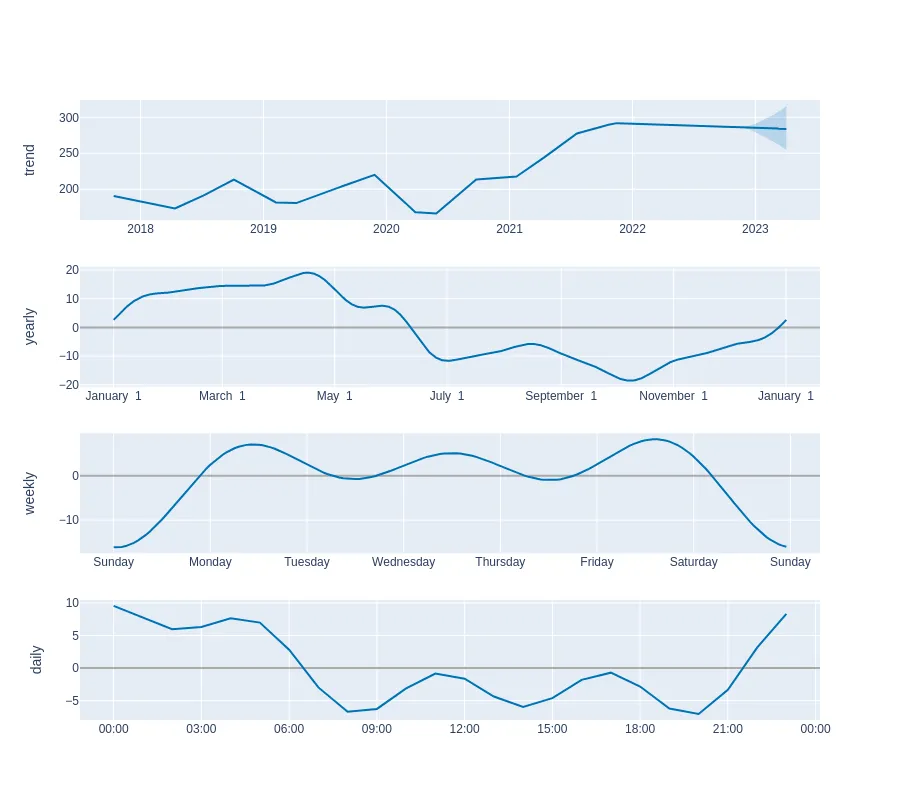 trend
300
250
200
2018 2019 2020 2021 2022 2023
yearly
20
10
0
−10
−20
January 1 March 1 May 1 July 1 September 1 November 1 January 1
weekly
0
−10
Sunday Monday Tuesday Wednesday Thursday Friday Saturday Sunday
daily
10
5
0
−5
00:00 03:00 06:00 09:00 12:00 15:00 18:00 21:00 00:00